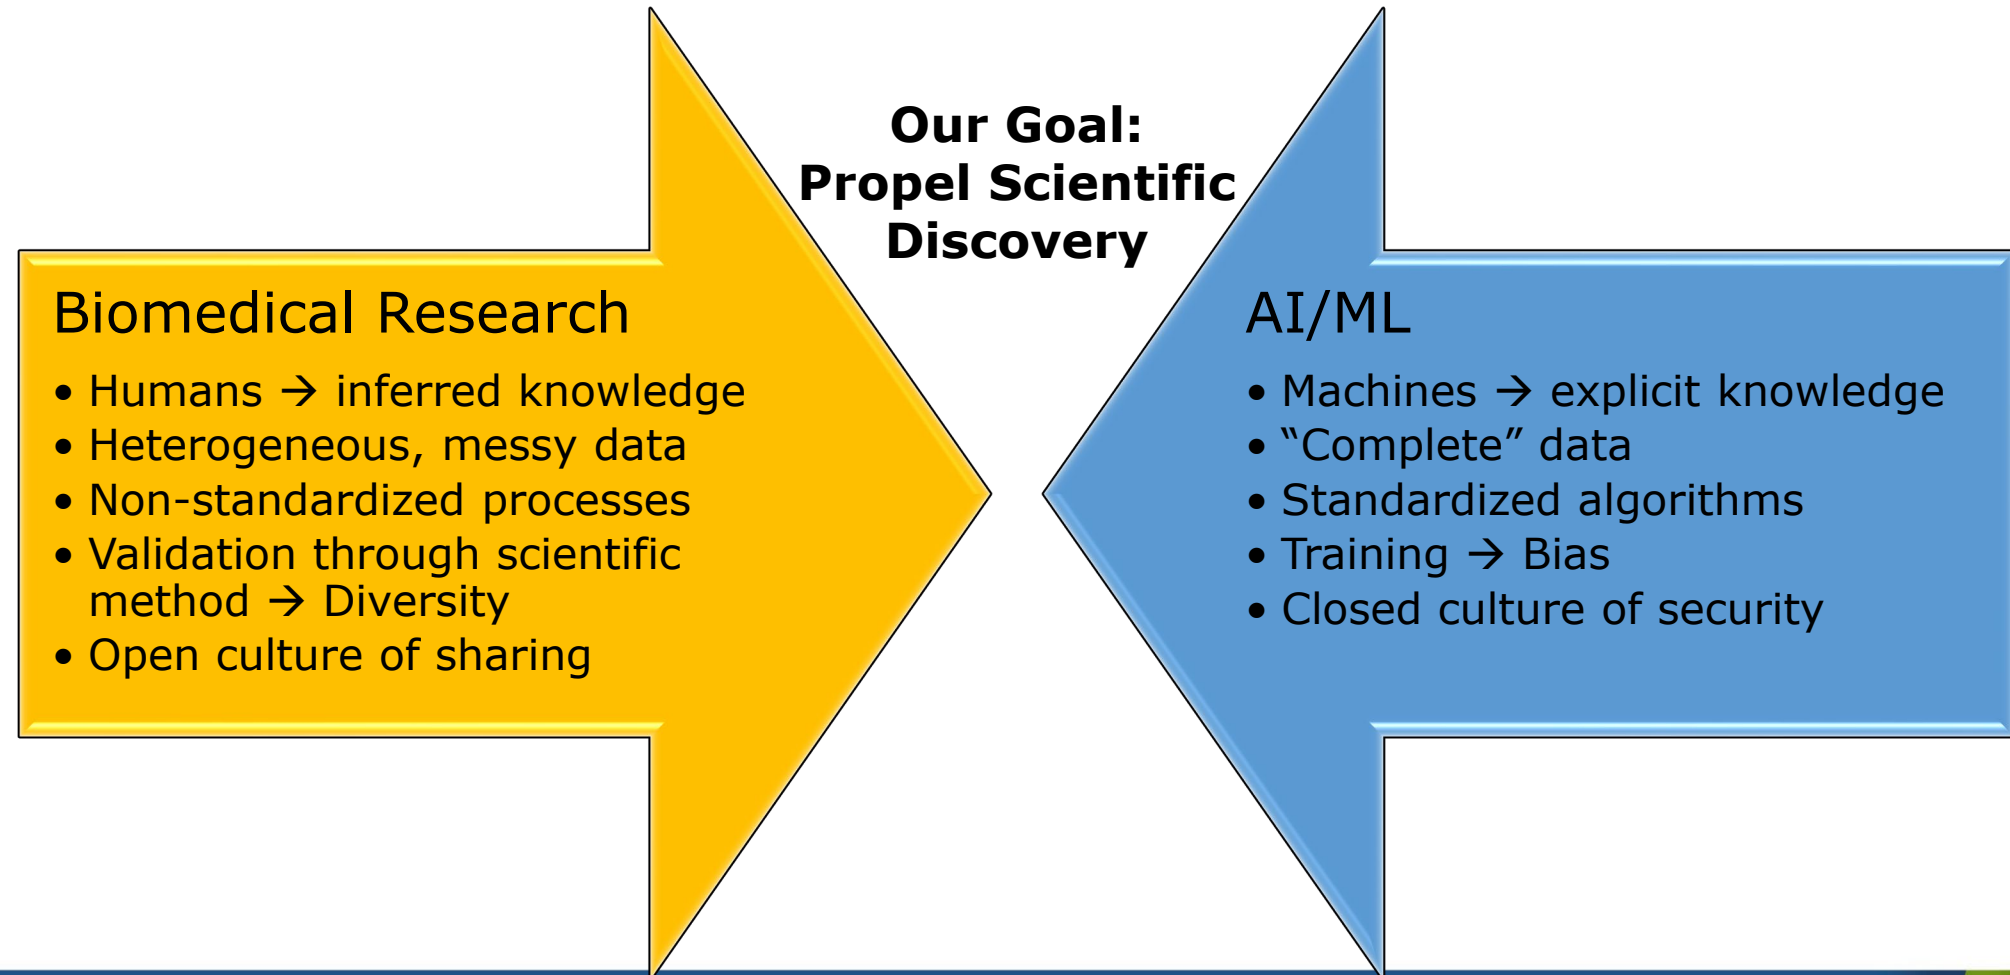 Our Goal:
Propel Scientific
Discovery
Biomedical Research
• Humans → inferred knowledge
• Heterogeneous, messy data
• Non-standardized processes
• Validation through scientific
method → Diversity
• Open culture of sharing
AI/ML
• Machines → explicit knowledge
• “Complete” data
• Standardized algorithms
• Training → Bias
• Closed culture of security